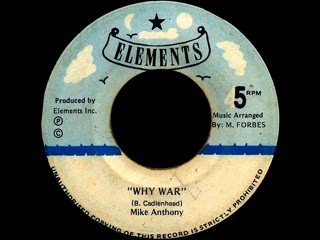 ELEMENTS
Produced by
Elements Inc.
Ⓟ
©
5 RPM
Music Arranged
By: M. FORBES
"WHY WAR"
(B. Cadienhead)
Mike Anthony
UNAUTHORIZED COPYING OF THIS RECORD IS STRICTLY PROHIBITED